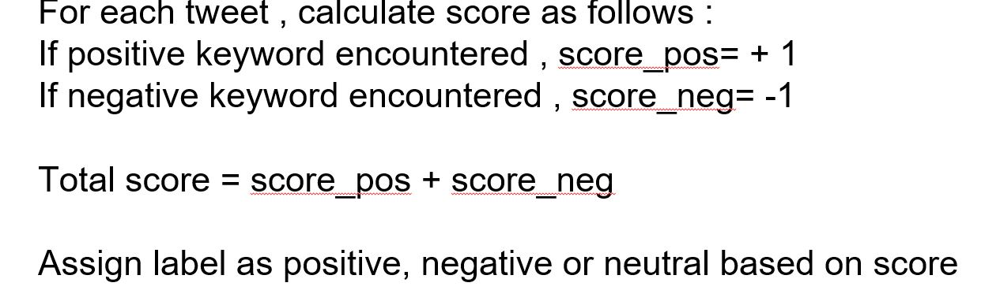 For each tweet , calculate score as follows :
If positive keyword encountered , score_pos= + 1
If negative keyword encountered , score_neg= -1
Total score = score_pos + score_neg
Assign label as positive, negative or neutral based on score